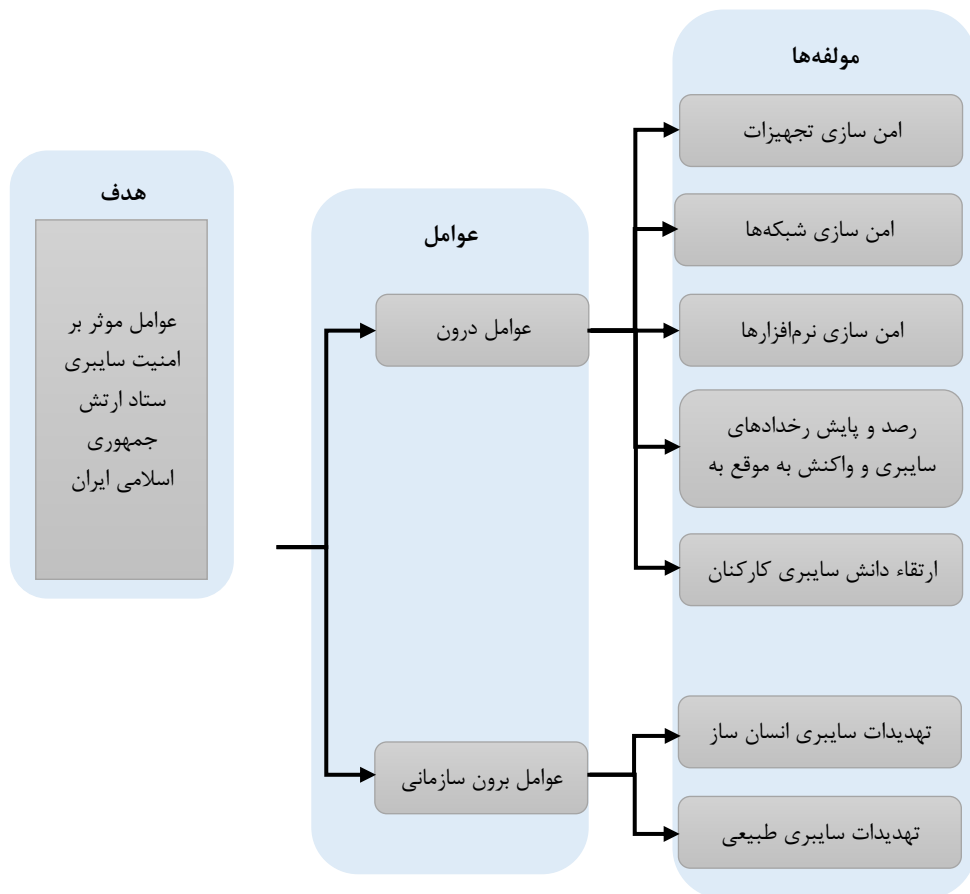 مولفه‌ها
امن سازی تجهیزات
امن سازی شبکه‌ها
امن سازی نرم‌افزارها
رصد و پایش رخدادهای
سایبری و واکنش به موقع به
ارتقاء دانش سایبری کارکنان
تهدیدات سایبری انسان ساز
تهدیدات سایبری طبیعی
عوامل
عوامل درون
عوامل برون سازمانی
هدف
عوامل موثر بر
امنیت سایبری
ستاد ارتش
جمهوری
اسلامی ایران